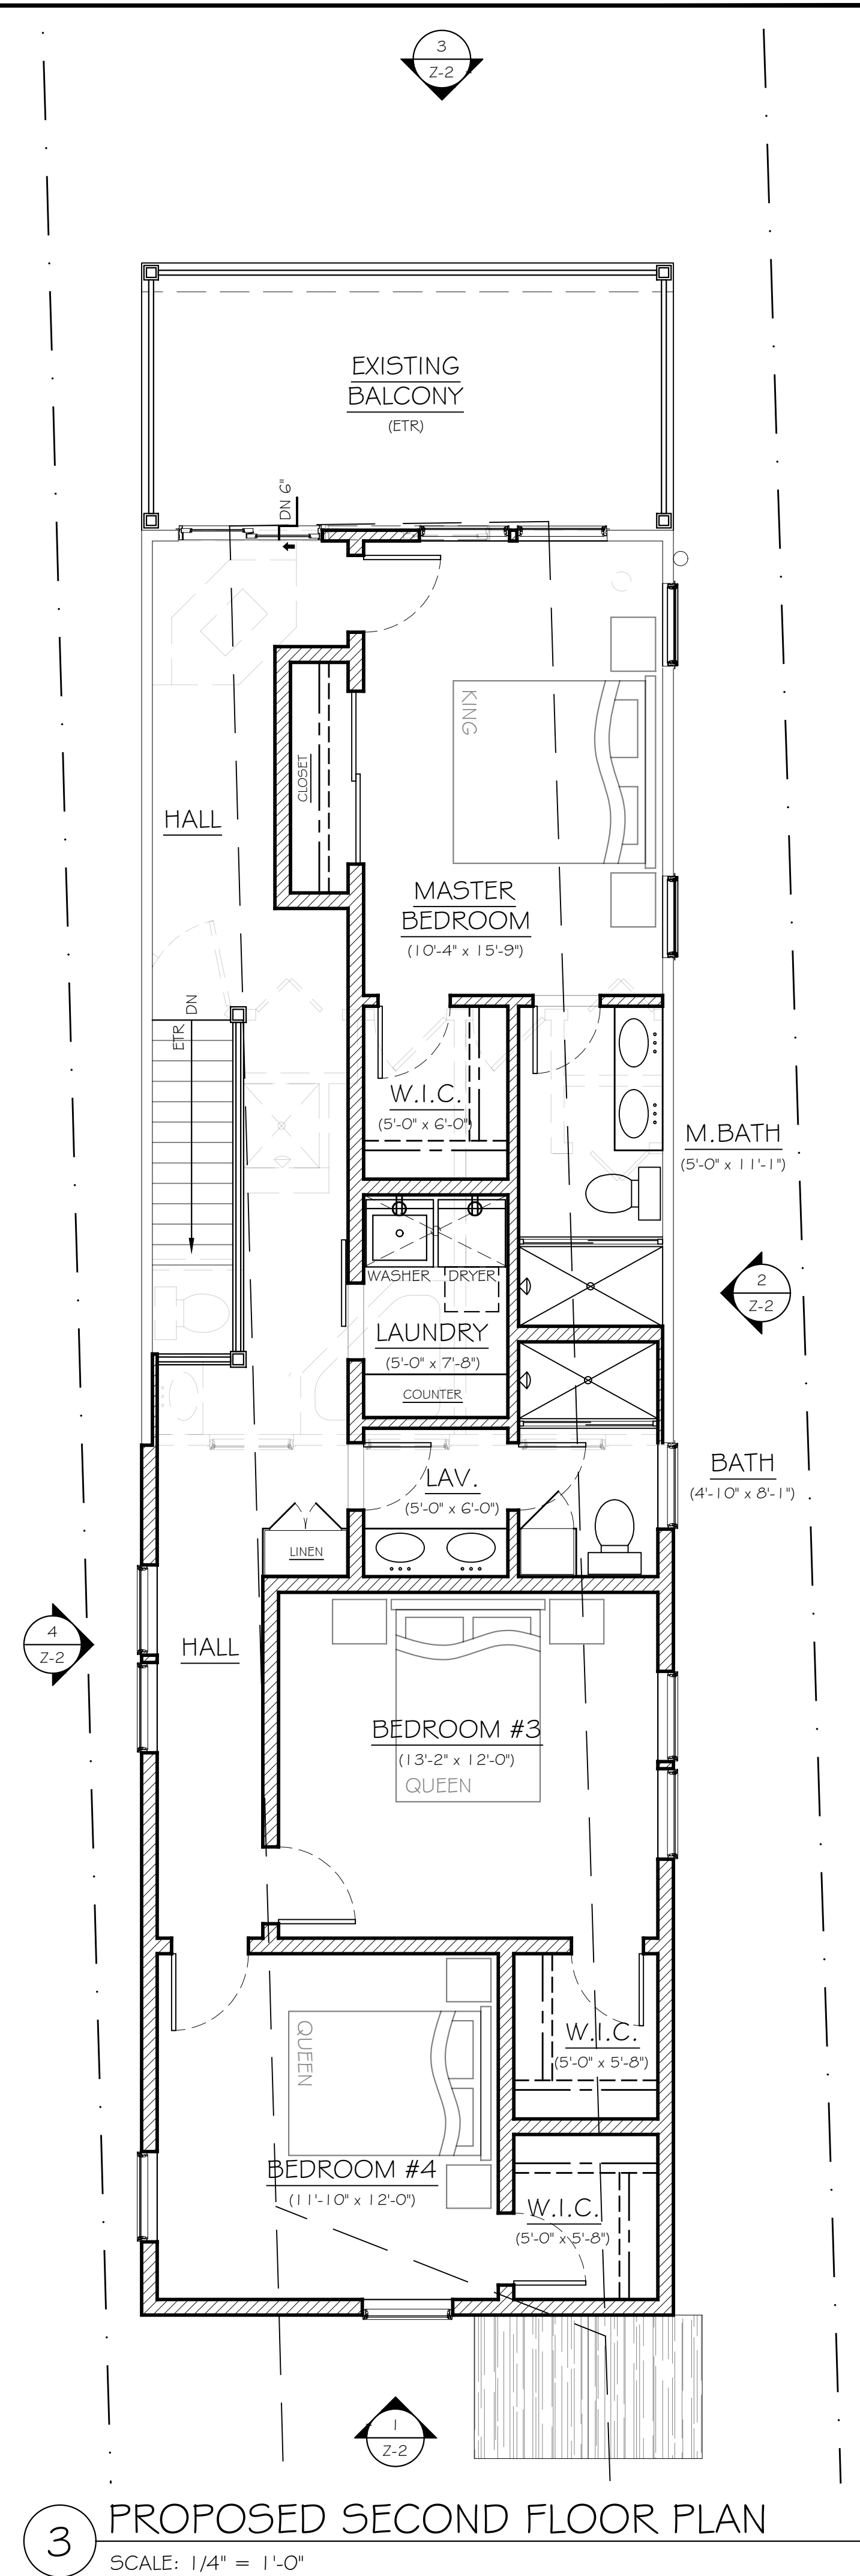 3
Z-2
EXISTING
BALCONY
(ETR)
DN 6"
KING
CLOSET
HALL
MASTER
BEDROOM
(10'-4" x 15'-9")
DN
ETR
W.I.C.
(5'-0" x 6'-0")
M.BATH
(5'-0" x 11'-1")
WASHER
DRYER
2
Z-2
LAUNDRY
(5'-0" x 7'-8")
COUNTER
LAV.
(5'-0" x 6'-0")
BATH
(4'-10" x 8'-1")
LINEN
4
Z-2
HALL
BEDROOM #3
(13'-2" x 12'-0")
QUEEN
QUEEN
W.I.C.
(5'-0" x 5'-8")
BEDROOM #4
(11'-10" x 12'-0")
W.I.C.
(5'-0" x 5'-8")
1
Z-2
3
PROPOSED SECOND FLOOR PLAN
SCALE: 1/4" = 1'-0"